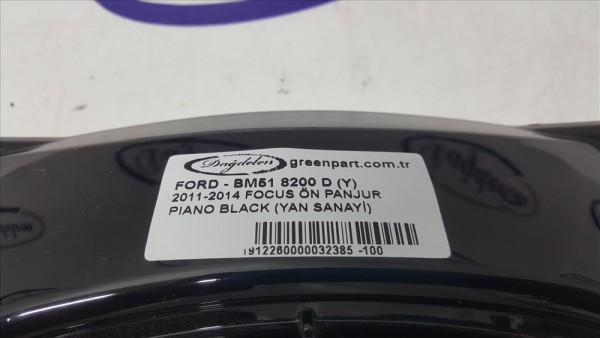 Dağdelen greenpart.com.tr
FORD - BM51 8200 D (Y)
2011-2014 FOCUS ÖN PANJUR
PIANO BLACK (YAN SANAYİ)
1912260000032385 -100